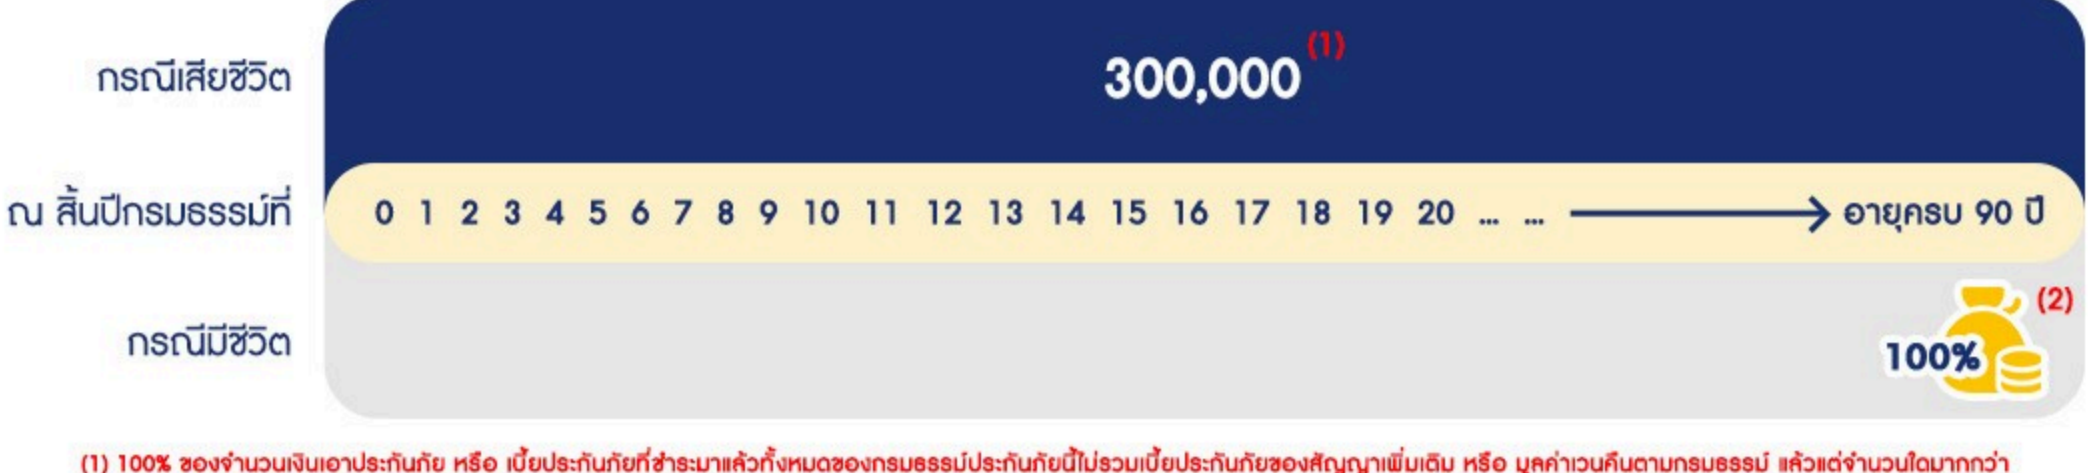 กรณีเสียชีวิต 300,000 (1)
ณ สิ้นปีกรมธรรม์ที่ 0 1 2 3 4 5 6 7 8 9 10 11 12 13 14 15 16 17 18 19 20 ... ... → อายุครบ 90 ปี
กรณีมีชีวิต 100% (2)
(1) 100% ของจำนวนเงินเอาประกันภัย หรือ เบี้ยประกันภัยที่ชำระมาแล้วทั้งหมดของกรมธรรม์ประกันภัยนี้ไม่รวมเบี้ยประกันภัยของสัญญาเพิ่มเติม หรือ มูลค่าเวนคืนตามกรมธรรม์ แล้วแต่จำนวนใดมากกว่า